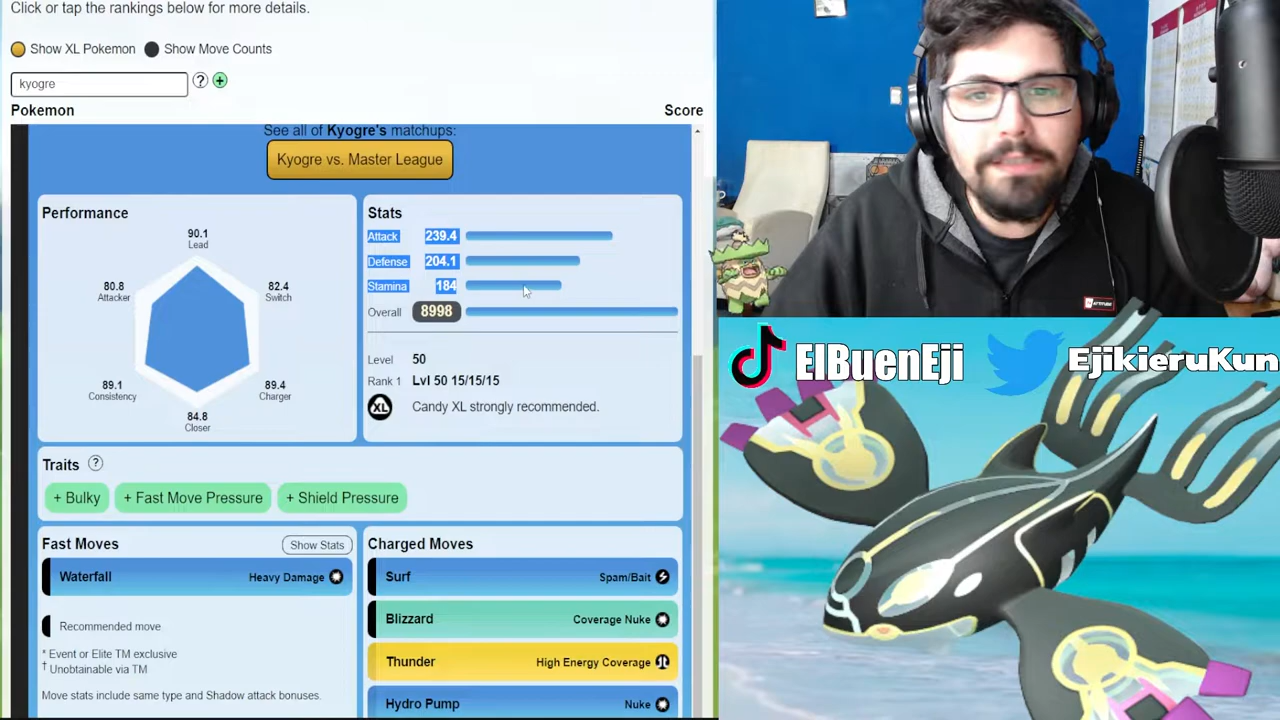 Click or tap the rankings below for more details.
Show XL Pokemon
Show Move Counts
kyogre
?
+
Pokemon
Score
See all of Kyogre's matchups:
Kyogre vs. Master League
Performance
90.1
Lead
80.8
Attacker
82.4
Switch
89.1
Consistency
89.4
Charger
84.8
Closer
Stats
Attack 239.4
Defense 204.1
Stamina 184
Overall 8998
Level 50
Rank 1 Lvl 50 15/15/15
XL Candy XL strongly recommended.
Traits ?
+ Bulky + Fast Move Pressure + Shield Pressure
Fast Moves Show Stats
Waterfall Heavy Damage
Recommended move
* Event or Elite TM exclusive
† Unobtainable via TM
Move stats include same type and Shadow attack bonuses.
Charged Moves
Surf Spam/Bait
Blizzard Coverage Nuke
Thunder High Energy Coverage
Hydro Pump Nuke
ElBuenEji
EjikieruKun